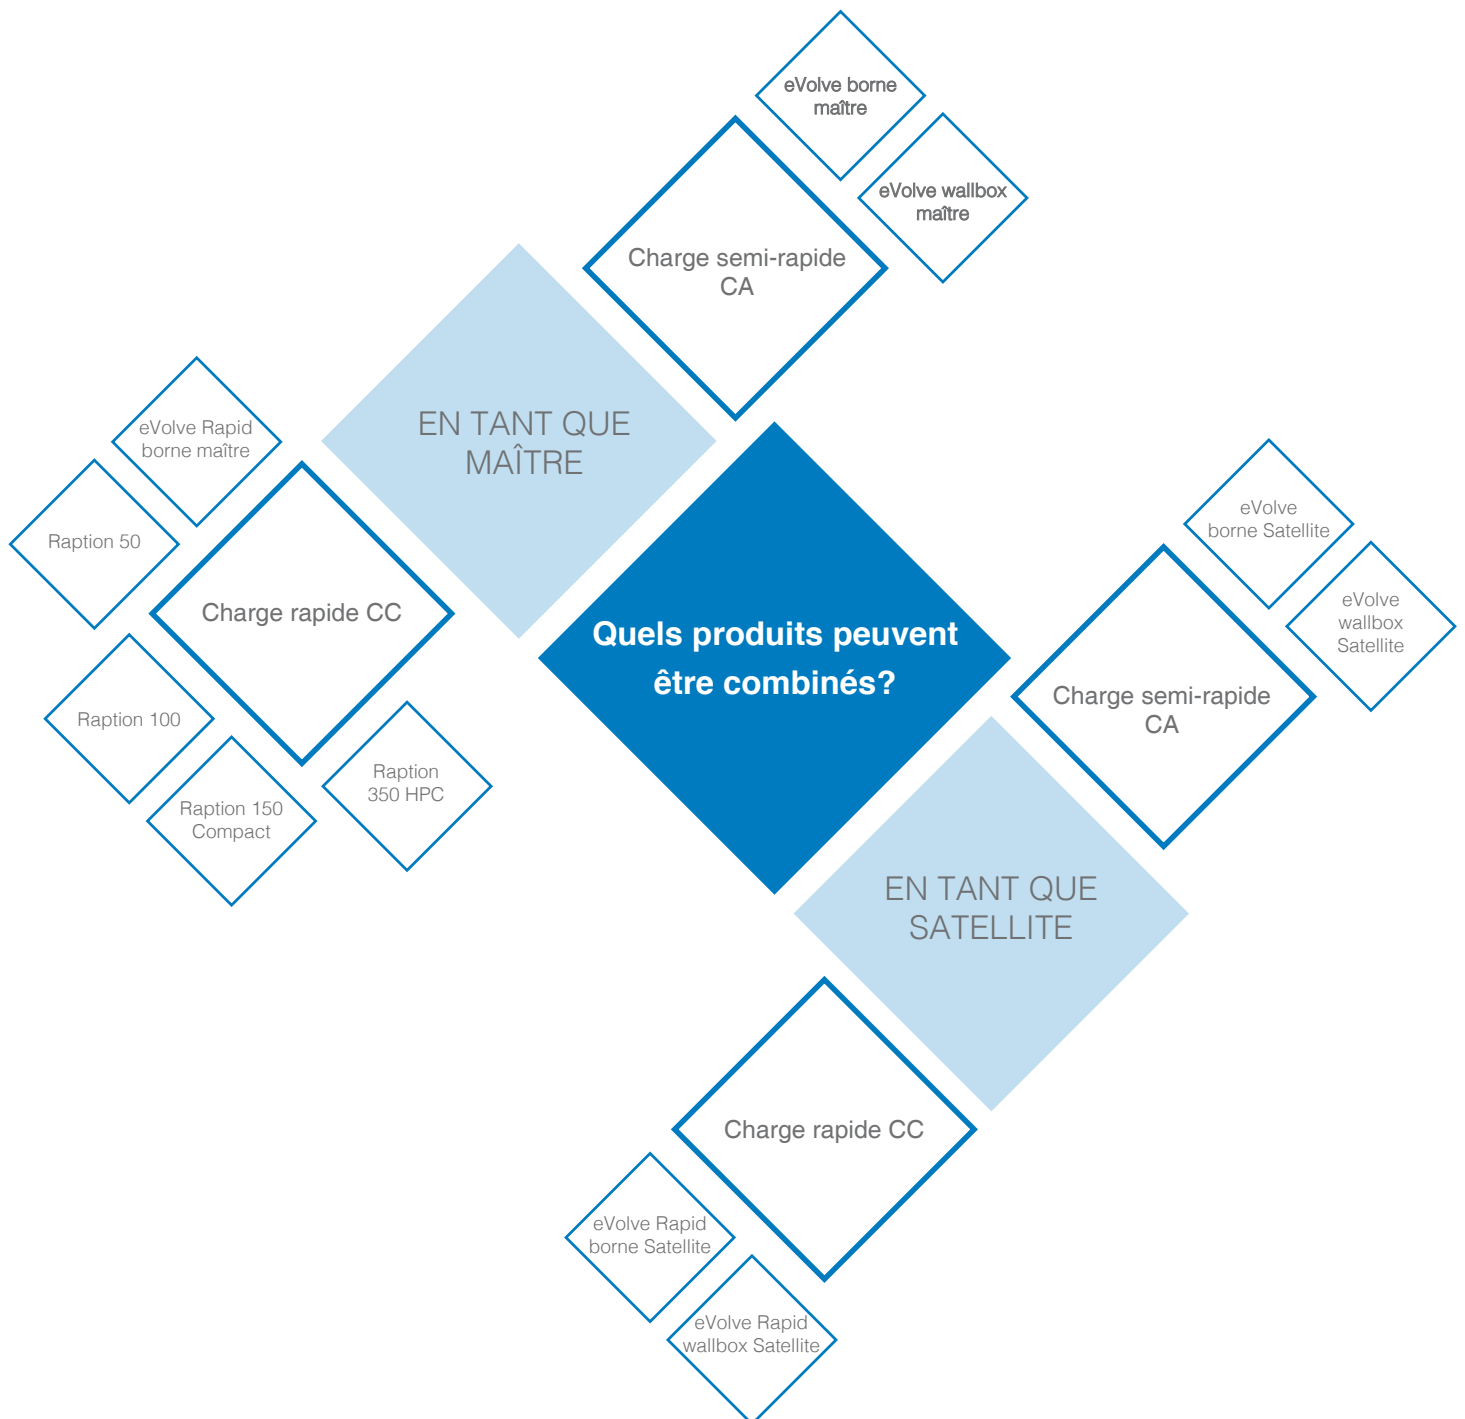 eVolve borne
maître
eVolve wallbox
maître
Charge semi-rapide
CA
EN TANT QUE
MAÎTRE
eVolve Rapid
borne maître
Raption 50
Charge rapide CC
Raption 100
Raption 150
Compact
Raption
350 HPC
Quels produits peuvent
être combinés?
eVolve
borne Satellite
eVolve
wallbox
Satellite
Charge semi-rapide
CA
EN TANT QUE
SATELLITE
Charge rapide CC
eVolve Rapid
borne Satellite
eVolve Rapid
wallbox Satellite